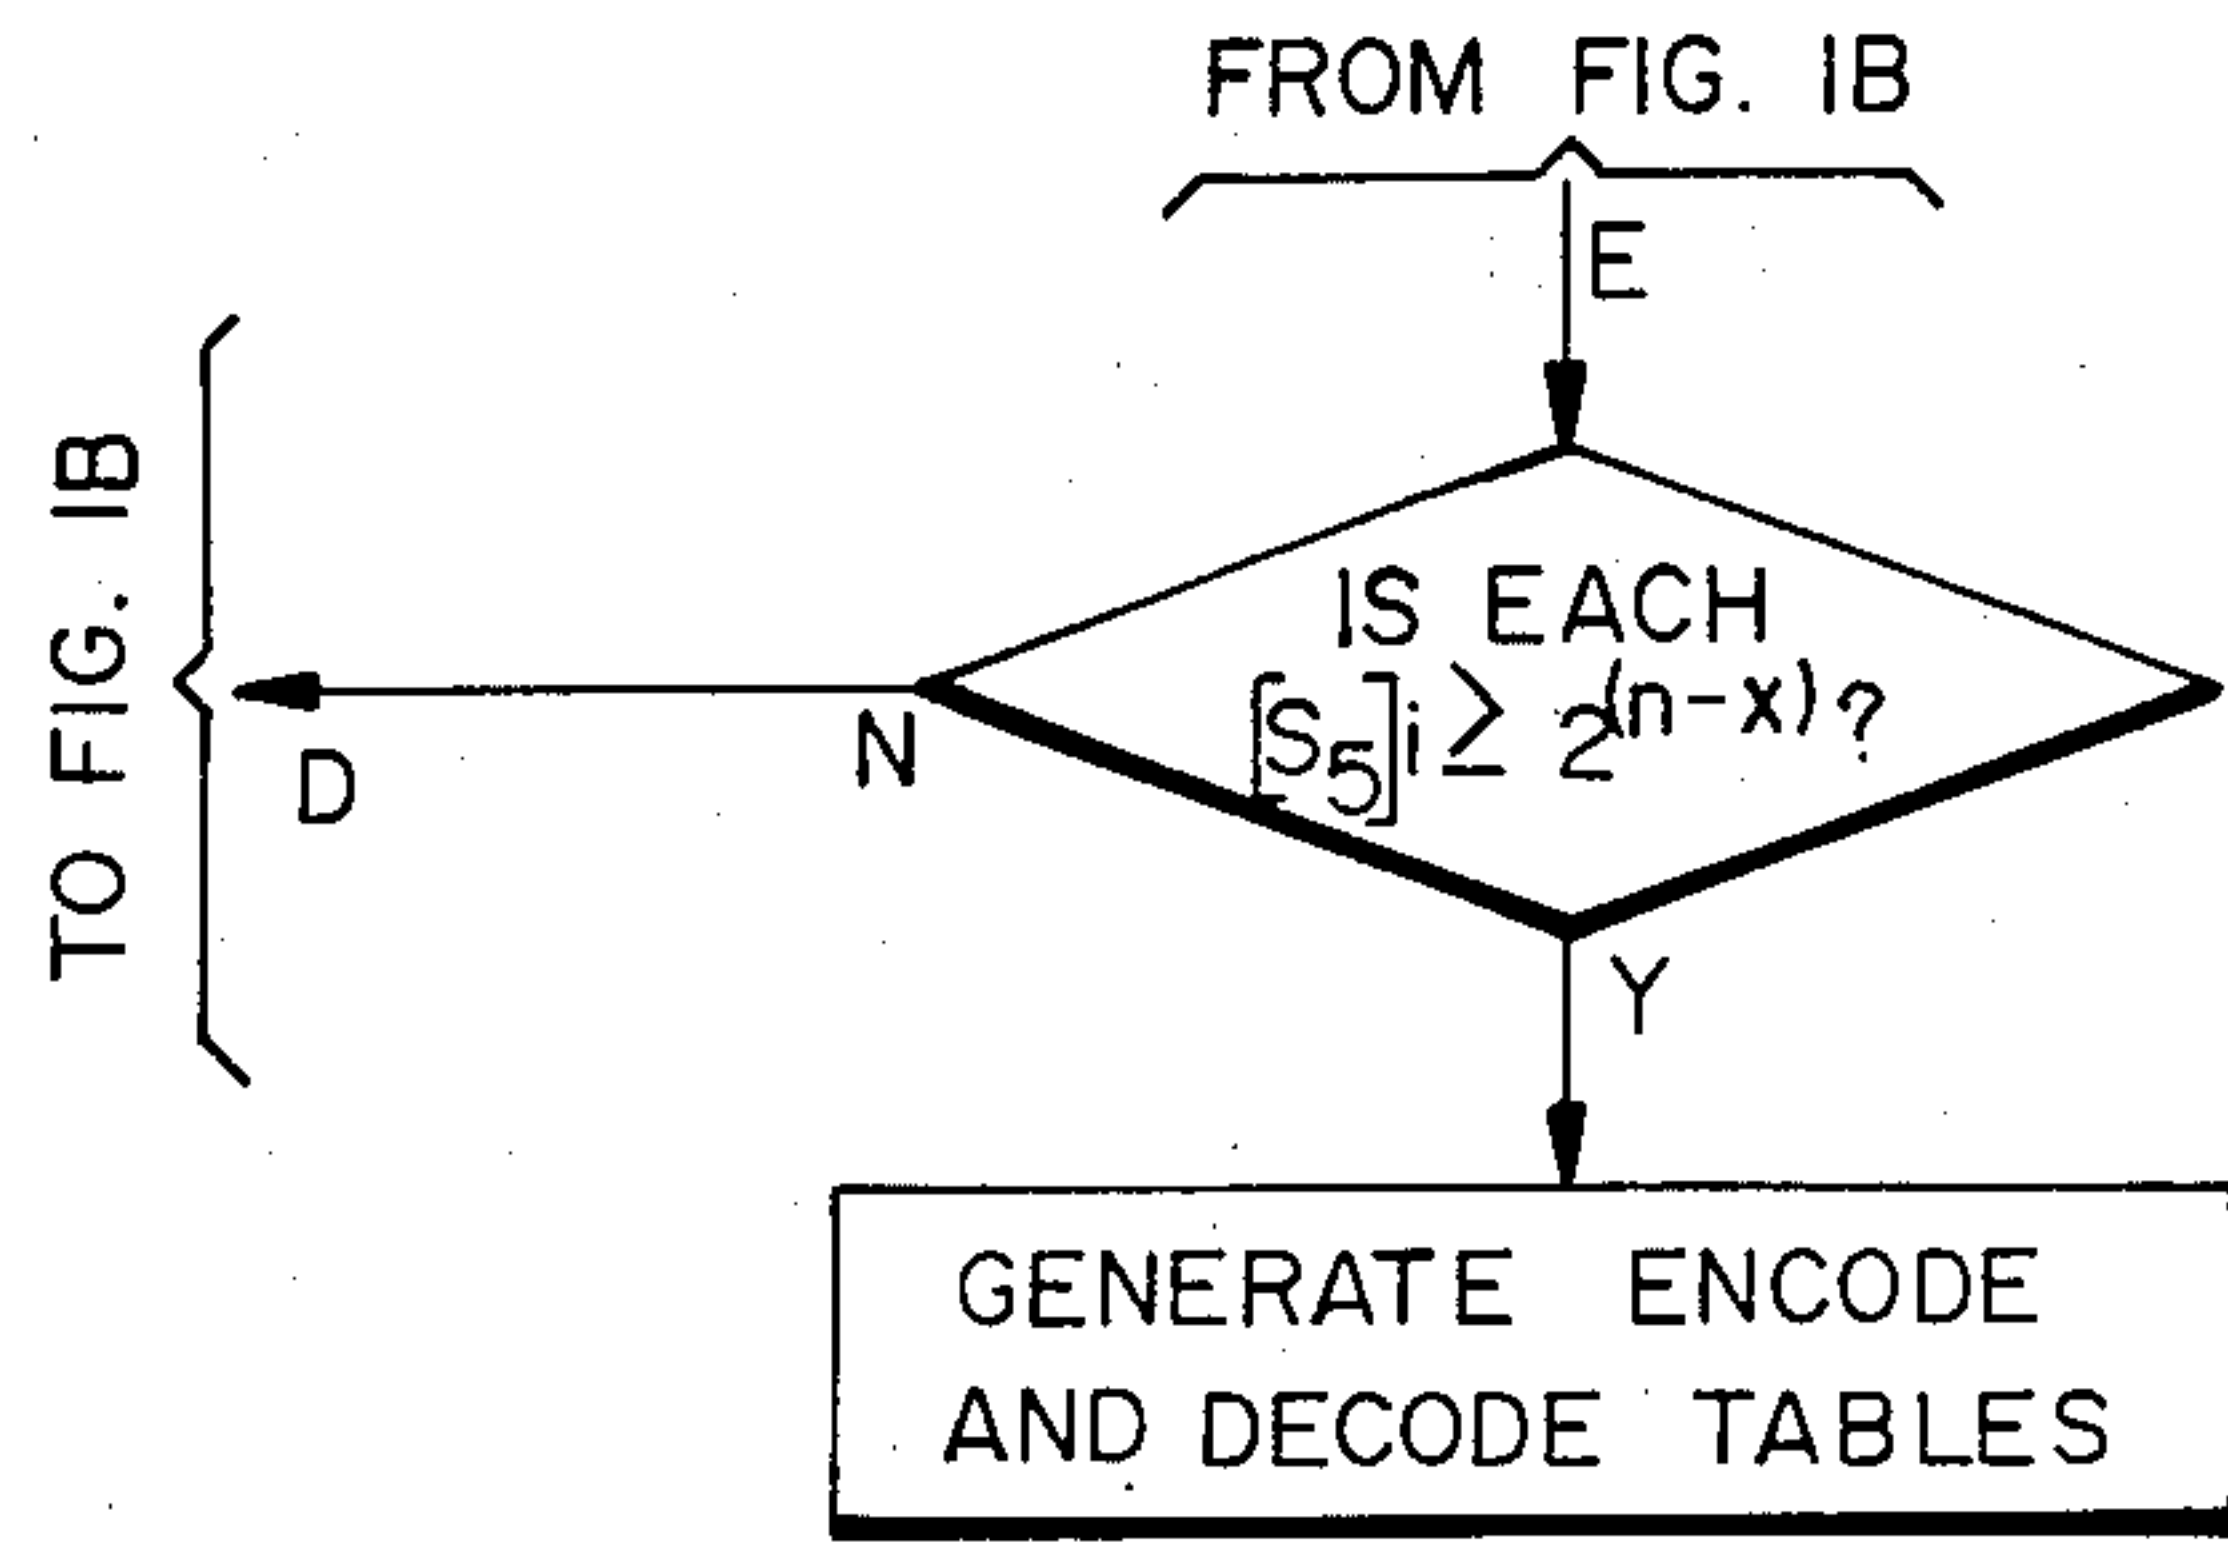 FROM FIG. 1B
E
IS EACH
[S5]i ≥ 2(n-x)?
N
D
TO FIG. 1B
Y
GENERATE ENCODE
AND DECODE TABLES